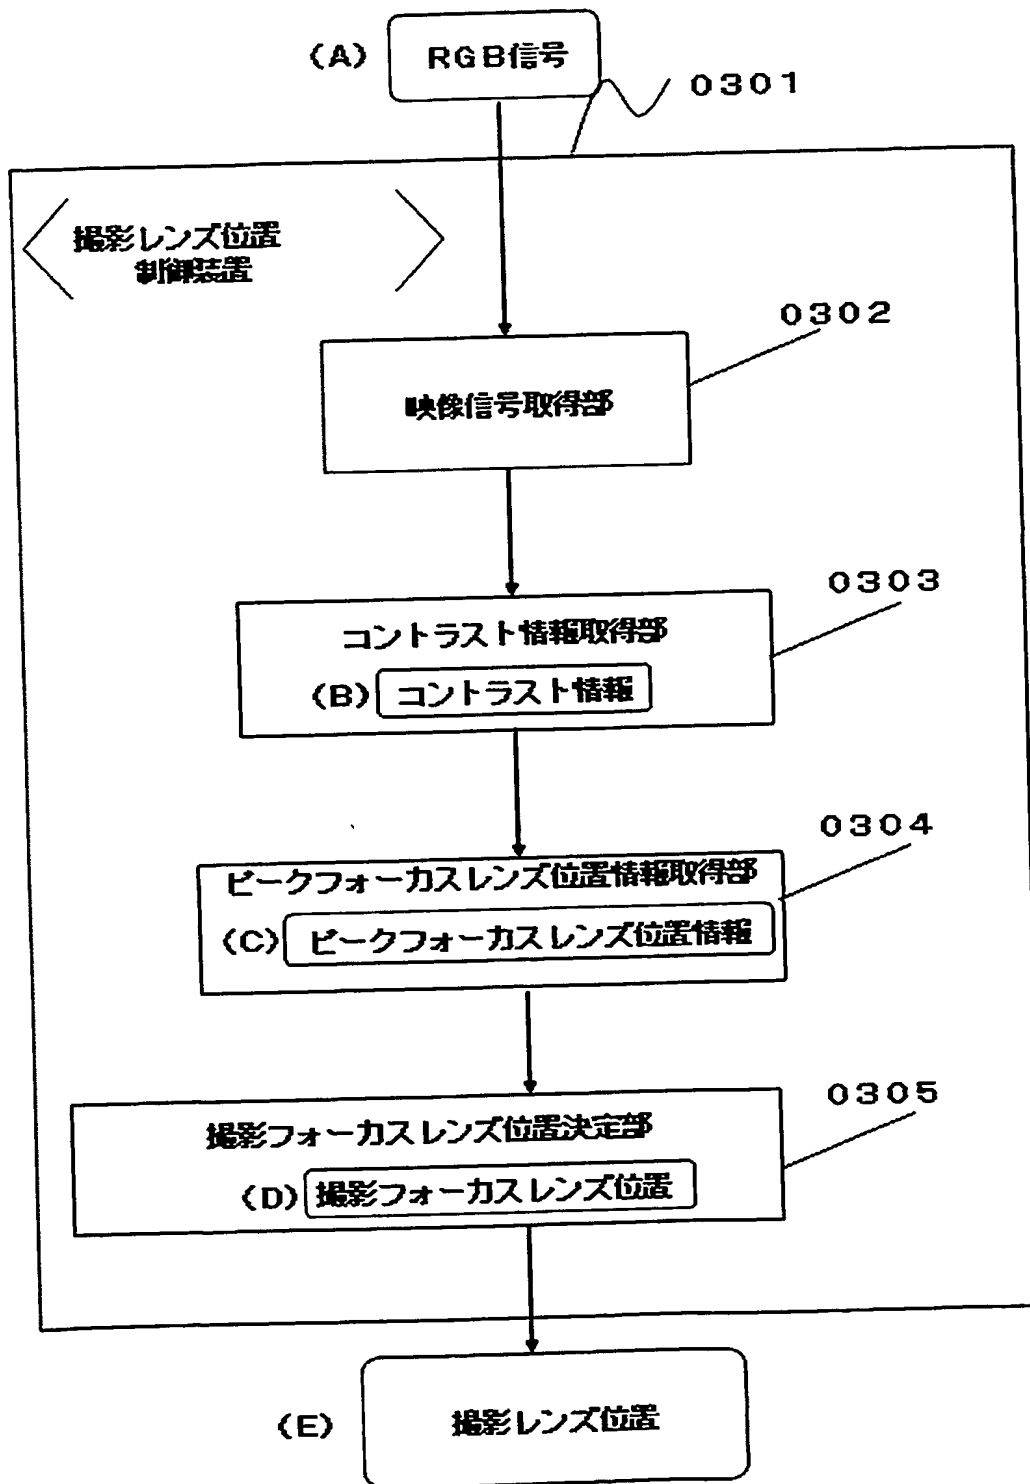 (A) RGB信号
0301
撮影レンズ位置
制御装置
0302
映像信号取得部
0303
コントラスト情報取得部
(B) コントラスト情報
0304
ピークフォーカスレンズ位置情報取得部
(C) ピークフォーカスレンズ位置情報
0305
撮影フォーカスレンズ位置決定部
(D) 撮影フォーカスレンズ位置
(E) 撮影レンズ位置